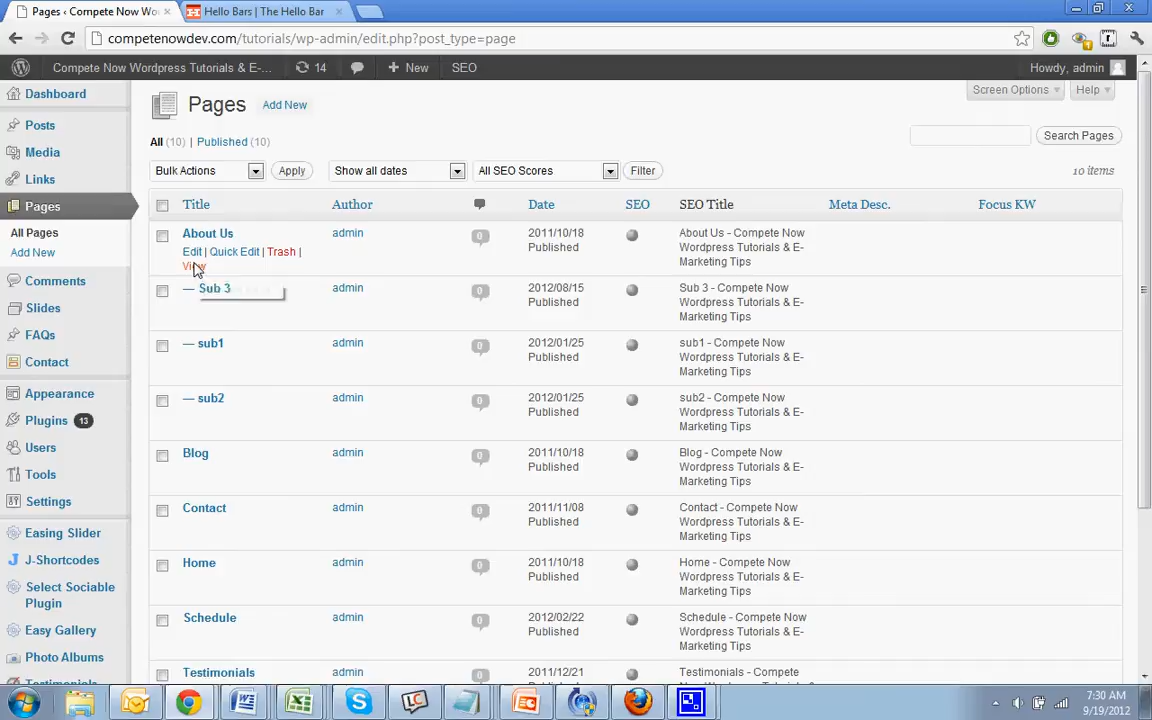 Pages ‹ Compete Now Wo
Hello Bars | The Hello Bar
competenowdev.com/tutorials/wp-admin/edit.php?post_type=page
Compete Now Wordpress Tutorials & E-...
14
+ New
SEO
Howdy, admin
Dashboard
Posts
Media
Links
Pages
All Pages
Add New
Comments
Slides
FAQs
Contact
Appearance
Plugins 13
Users
Tools
Settings
Easing Slider
J-Shortcodes
Select Sociable
Plugin
Easy Gallery
Photo Albums
Testimonials
Pages Add New
Screen Options
Help
All (10) | Published (10)
Search Pages
Bulk Actions
Apply
Show all dates
All SEO Scores
Filter
10 items
Title Author Date SEO SEO Title Meta Desc. Focus KW
About Us admin 0 2011/10/18 About Us - Compete Now
Edit | Quick Edit | Trash | Published Wordpress Tutorials & E-
View Marketing Tips
— Sub 3 admin 0 2012/08/15 Sub 3 - Compete Now
Published Wordpress Tutorials & E-
Marketing Tips
— sub1 admin 0 2012/01/25 sub1 - Compete Now
Published Wordpress Tutorials & E-
Marketing Tips
— sub2 admin 0 2012/01/25 sub2 - Compete Now
Published Wordpress Tutorials & E-
Marketing Tips
Blog admin 0 2011/10/18 Blog - Compete Now
Published Wordpress Tutorials & E-
Marketing Tips
Contact admin 0 2011/11/08 Contact - Compete Now
Published Wordpress Tutorials & E-
Marketing Tips
Home admin 0 2011/10/18 Home - Compete Now
Published Wordpress Tutorials & E-
Marketing Tips
Schedule admin 0 2012/02/22 Schedule - Compete Now
Published Wordpress Tutorials & E-
Marketing Tips
Testimonials admin 0 2011/12/21 Testimonials - Compete
7:30 AM
9/19/2012